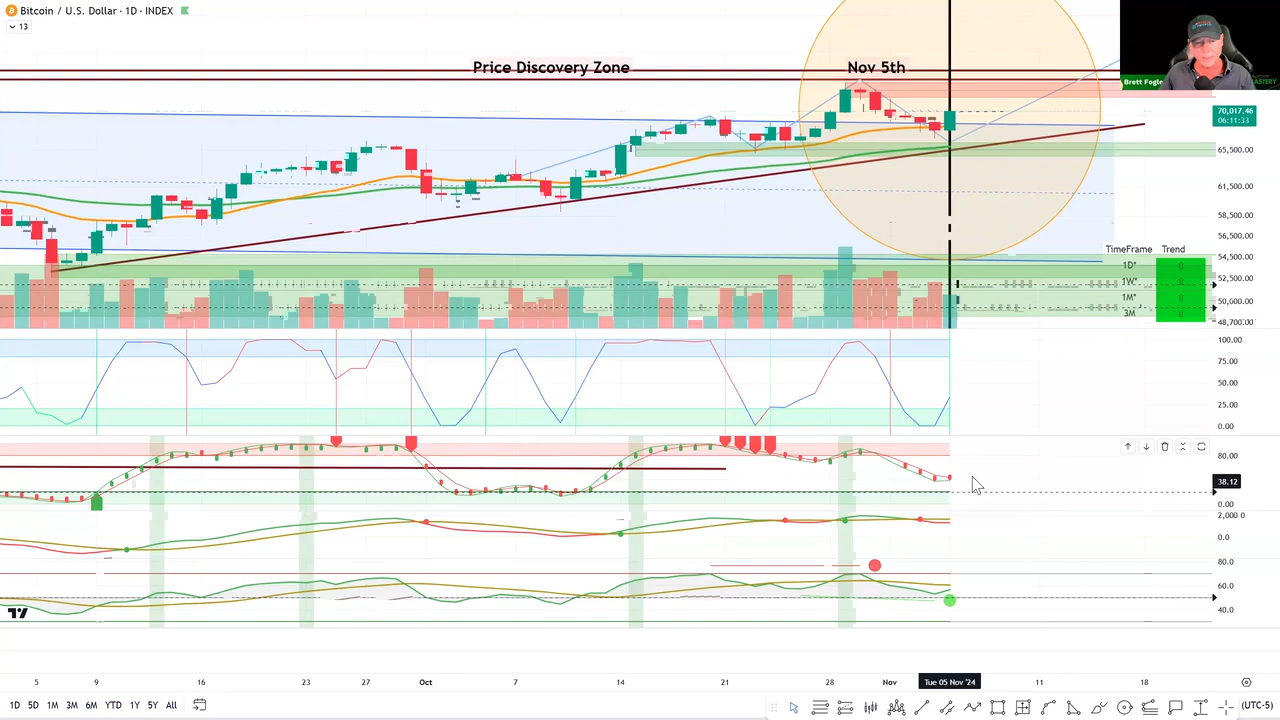 Bitcoin / U.S. Dollar · 1D · INDEX
13
Price Discovery Zone
Nov 5th
Brett Fogle
70,017.46
06:11:33
65,500.00
61,500.00
58,500.00
56,500.00
54,500.00
52,500.00
50,600.00
48,700.00
TimeFrame Trend
1D*
1W*
1M*
3M
100.00
75.00
50.00
25.00
0.00
80.00
38.12
0.00
2,000 0
0.0
80.0
60.0
40.0
5 9 16 23 27 Oct 7 14 21 28 Nov Tue 05 Nov '24 11 18
1D 5D 1M 3M 6M YTD 1Y 5Y All
(UTC-5)